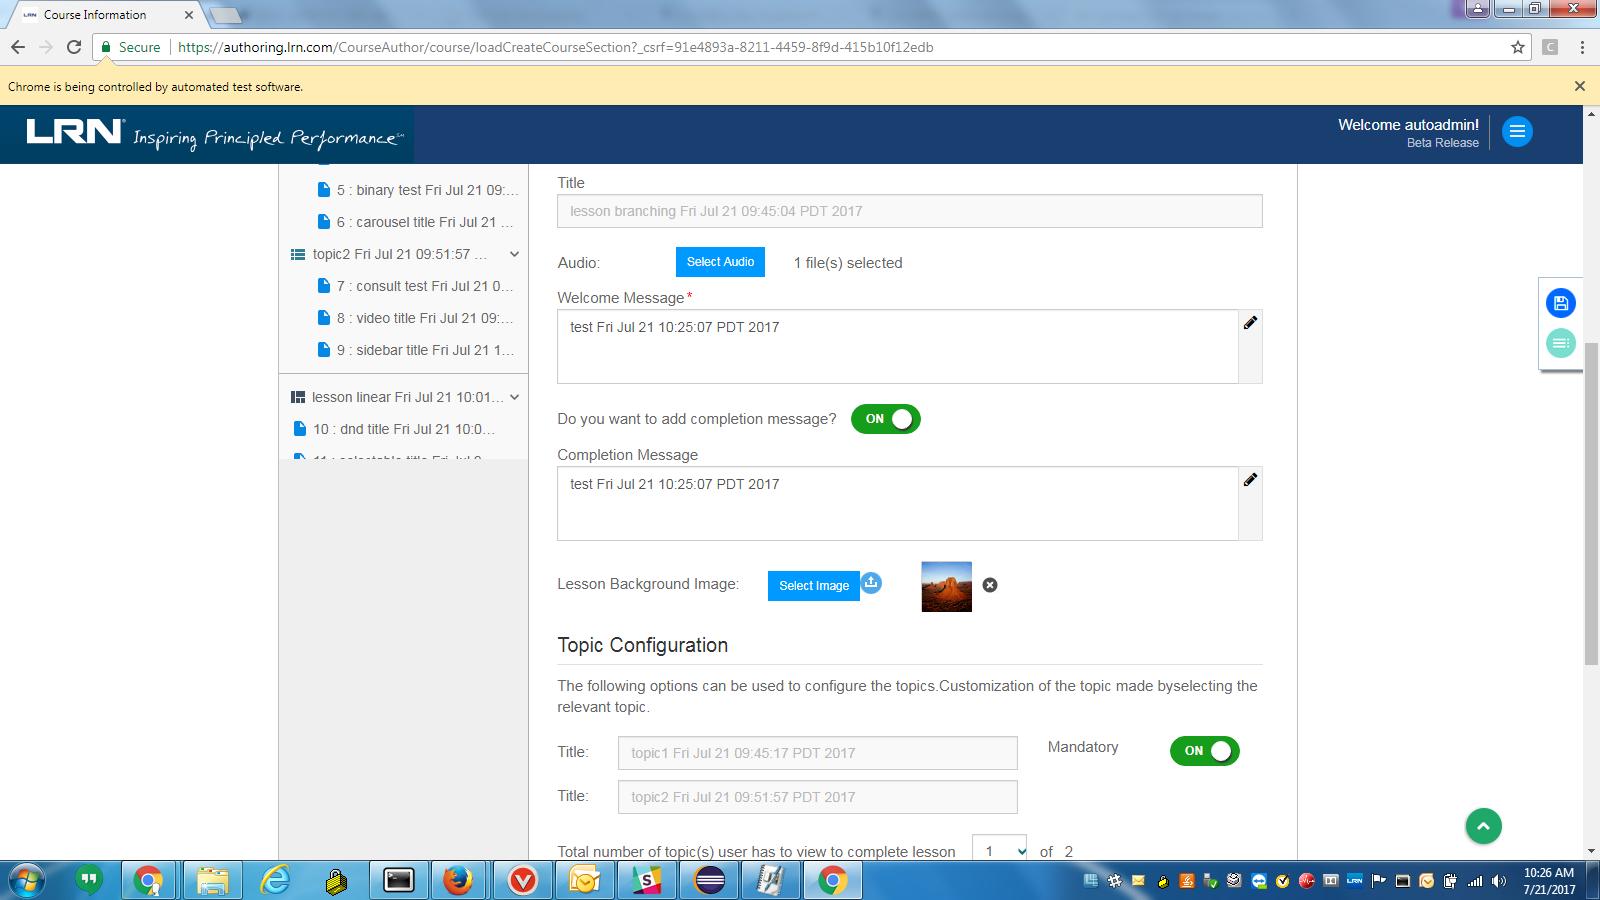 LRN Course Information
Secure | https://authoring.lrn.com/CourseAuthor/course/loadCreateCourseSection?_csrf=91e4893a-8211-4459-8f9d-415b10f12edb
Chrome is being controlled by automated test software.
LRN Inspiring Principled Performance
Welcome autoadmin!
Beta Release
5 : binary test Fri Jul 21 09:...
6 : carousel title Fri Jul 21 ...
topic2 Fri Jul 21 09:51:57 ...
7 : consult test Fri Jul 21 0...
8 : video title Fri Jul 21 09:...
9 : sidebar title Fri Jul 21 1...
lesson linear Fri Jul 21 10:01...
10 : dnd title Fri Jul 21 10:0...
Title
lesson branching Fri Jul 21 09:45:04 PDT 2017
Audio: Select Audio 1 file(s) selected
Welcome Message*
test Fri Jul 21 10:25:07 PDT 2017
Do you want to add completion message? ON
Completion Message
test Fri Jul 21 10:25:07 PDT 2017
Lesson Background Image: Select Image
Topic Configuration
The following options can be used to configure the topics.Customization of the topic made byselecting the
relevant topic.
Title: topic1 Fri Jul 21 09:45:17 PDT 2017 Mandatory ON
Title: topic2 Fri Jul 21 09:51:57 PDT 2017
Total number of topic(s) user has to view to complete lesson 1 of 2
10:26 AM
7/21/2017